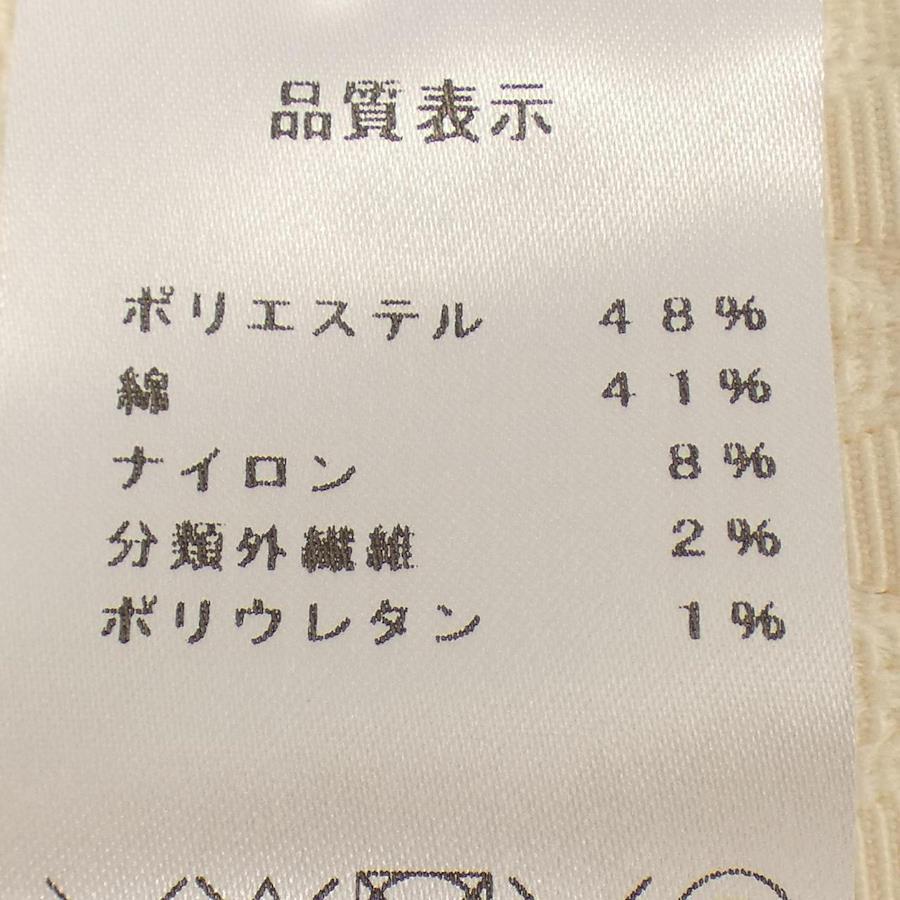 品質表示
ポリエステル 48%
綿 41%
ナイロン 8%
分類外繊維 2%
ポリウレタン 1%